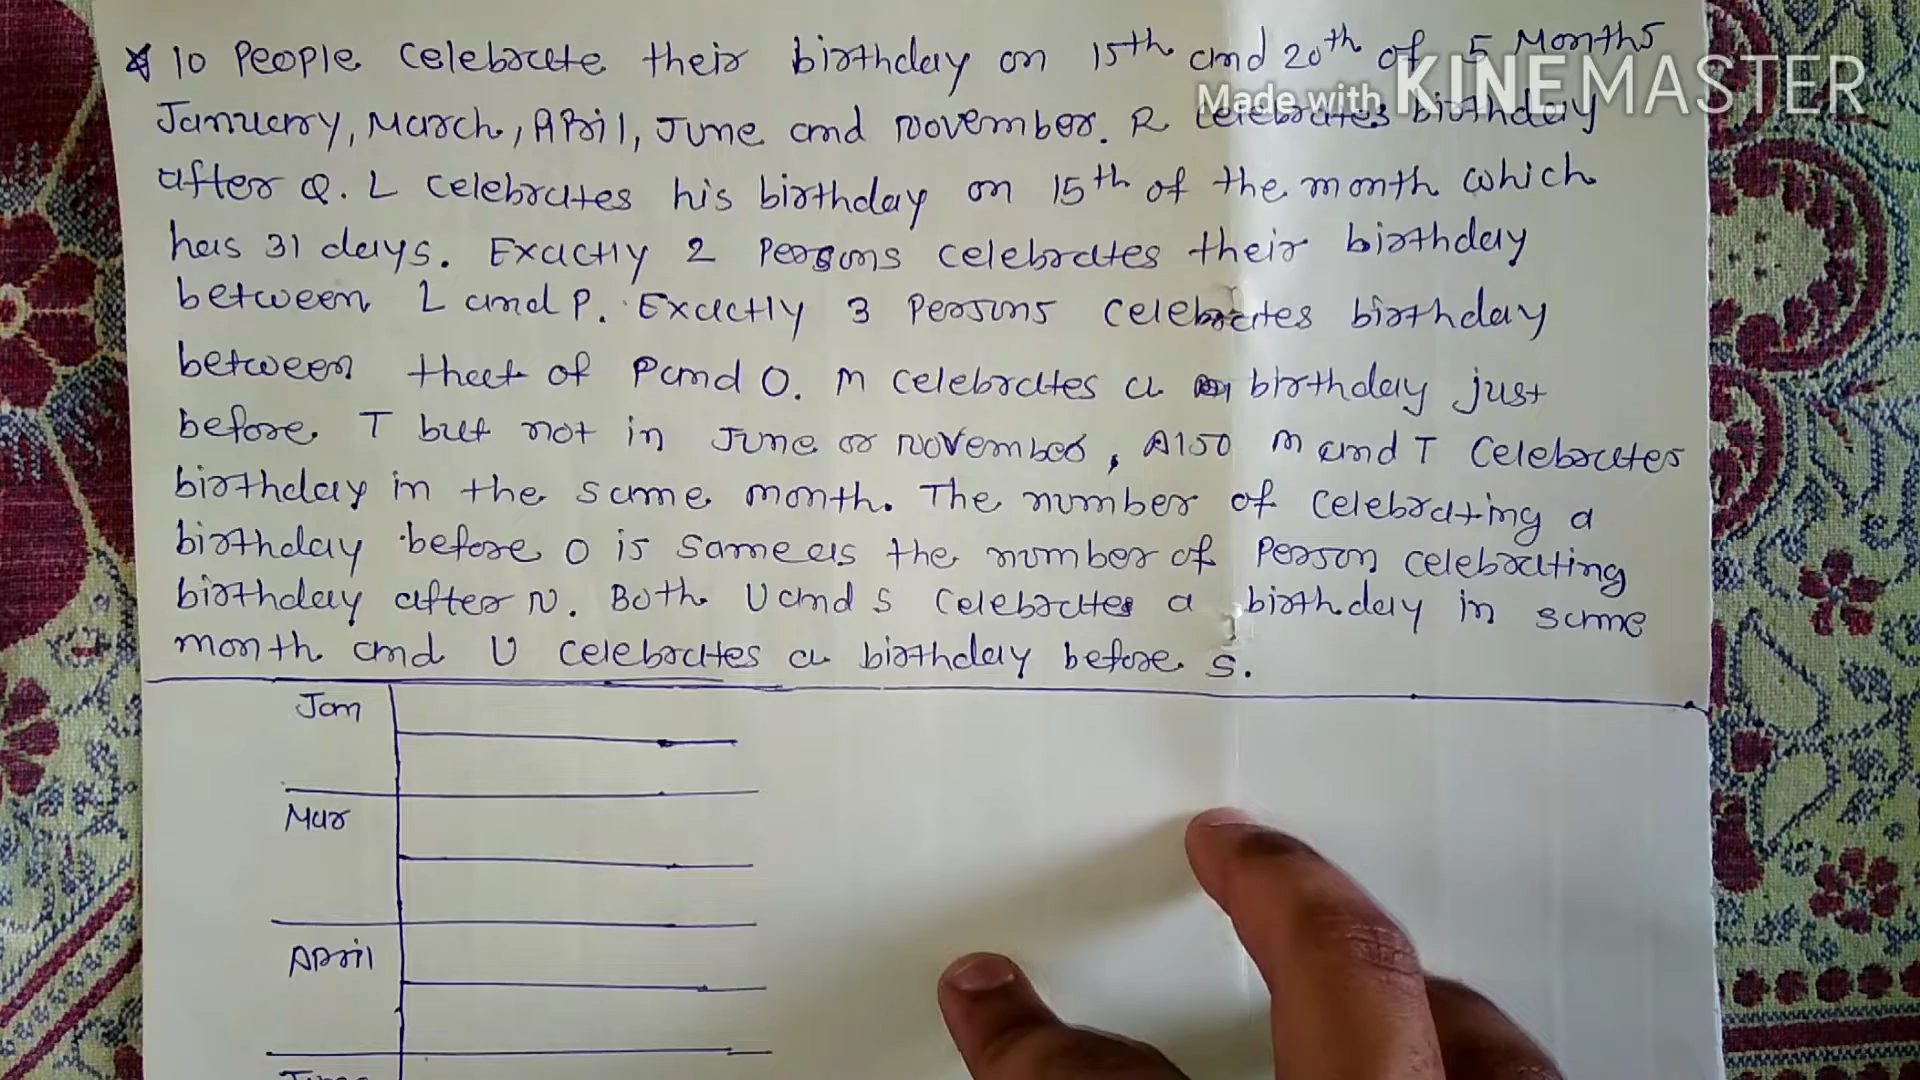 * 10 People celebrate their birthday on 15th and 20th of 5 Months
Made with KINEMASTER
January, March, April, June and November. R celebrates birthday
after Q. L celebrates his birthday on 15th of the month which
has 31 days. Exactly 2 Persons celebrates their birthday
between L and P. Exactly 3 Persons celebrates birthday
between that of P and O. M celebrates a birthday just
before T but not in June or November, Also M and T Celebrates
birthday in the same month. The number of celebrating a
birthday before O is same as the number of Person celebrating
birthday after N. Both U and S celebrates a birthday in same
month and U celebrates a birthday before S.
Jan
Mar
April